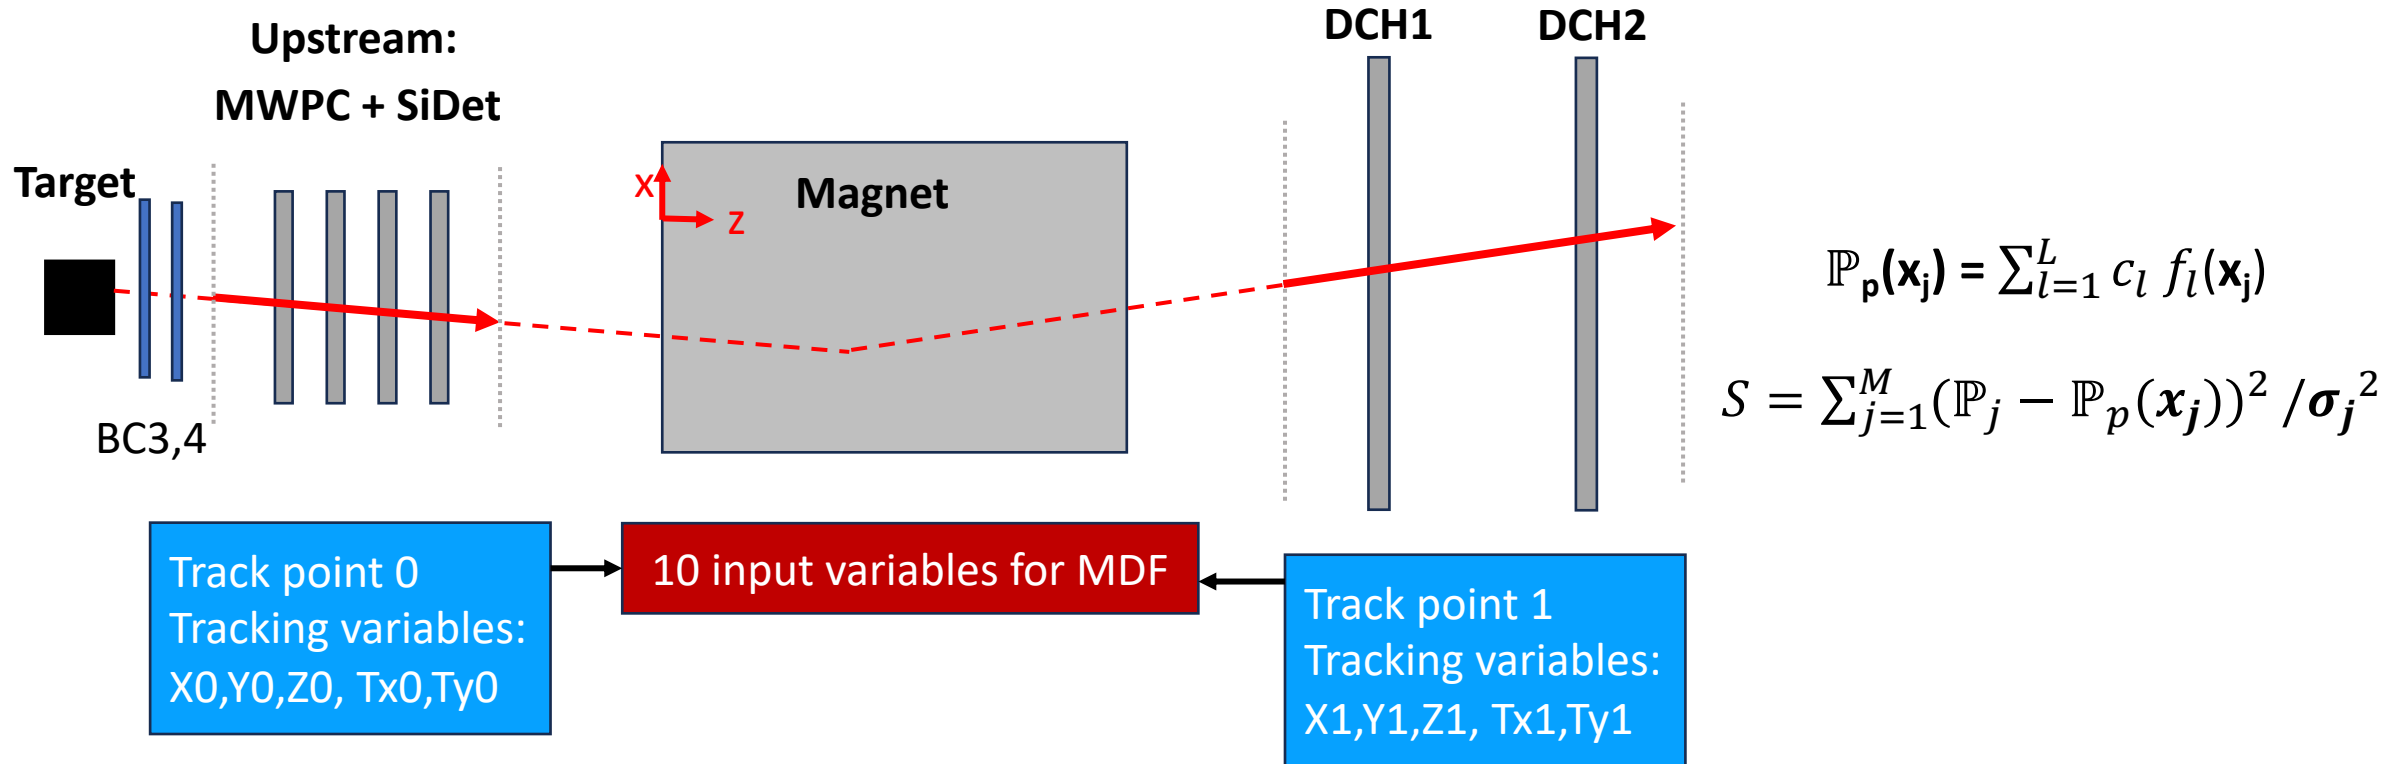 Upstream:
MWPC + SiDet
DCH1
DCH2
Target
x
z
Magnet
BC3,4
ℙₚ(xⱼ) = ∑_{l=1}^{L} c_l f_l(xⱼ)
S = ∑_{j=1}^{M} (ℙⱼ − ℙₚ(xⱼ))² /σⱼ²
Track point 0
Tracking variables:
X0,Y0,Z0, Tx0,Ty0
10 input variables for MDF
Track point 1
Tracking variables:
X1,Y1,Z1, Tx1,Ty1